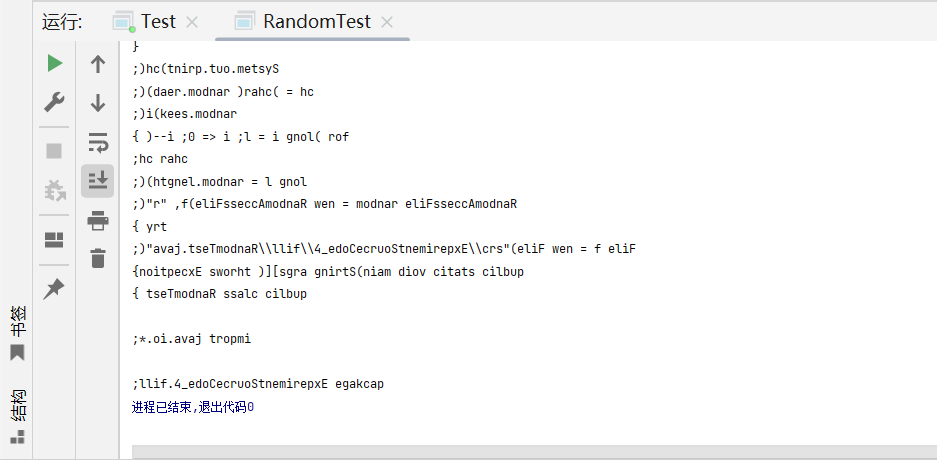 运行:
Test
RandomTest
}
;)hc(tnirp.tuo.metsyS
;)(daer.modnar )rahc( = hc
;)i(kees.modnar
{ )--i ;0 => i ;l = i gnol( rof
;hc rahc
;)(htgnel.modnar = l gnol
;)"r" ,f(eliFsseccAmodnaR wen = modnar eliFsseccAmodnaR
{ yrt
;)"avaj.tseTmodnaR\\llif\\4_edoCecruoStnemirepxE\\crs"(eliF wen = f eliF
{noitpecxE sworht )][sgra gnirtS(niam diov citats cilbup
{ tseTmodnaR ssalc cilbup
;*.oi.avaj tropmi
;llif.4_edoCecruoStnemirepxE egakcap
进程已结束,退出代码0
书签
结构